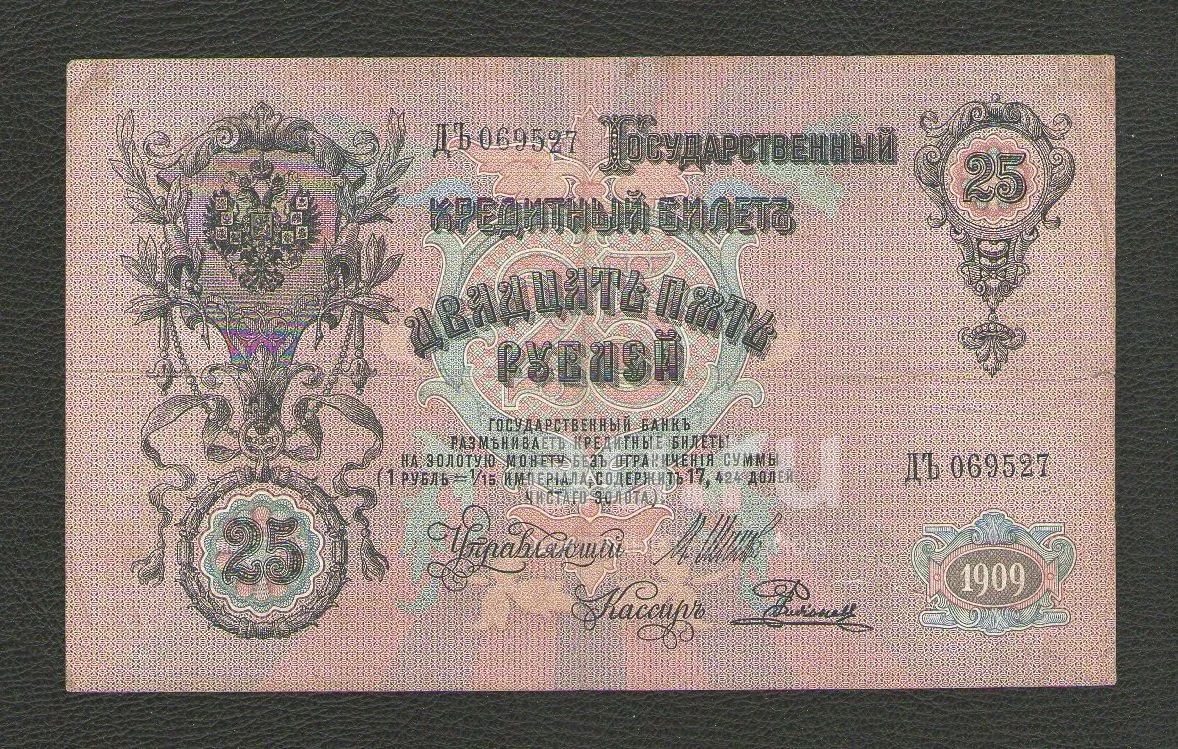 ДЪ 069527
Государственный
25
кредитный билетъ
Двадцать пять
рублей
25
Государственный банкъ
размѣниваетъ кредитные билеты
на золотую монету безъ ограниченія суммы
(1 рубль = 1/15 имперіала, содержитъ 17,424 долей
чистаго золота.)
ДЪ 069527
Управляющій
25
1909
Кассиръ